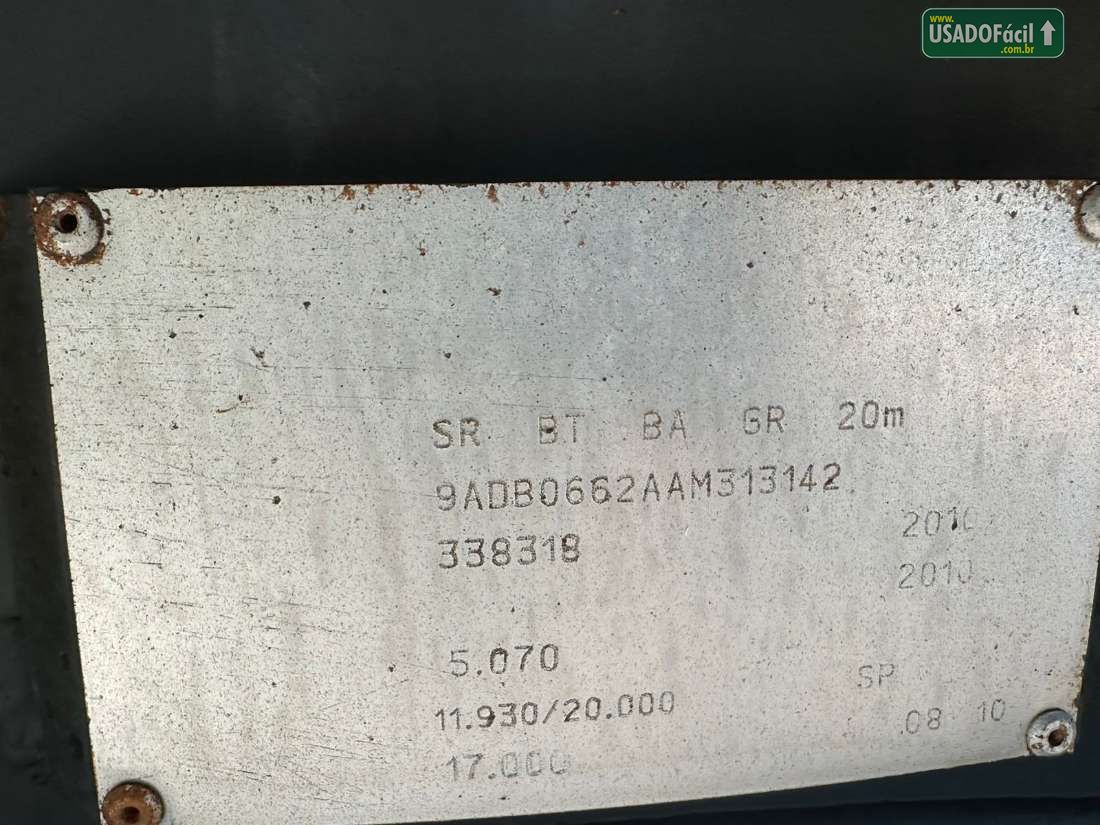 www.
USADOFácil
.com.br
SR BT BA GR 20m
9ADB0662AAM313142
338318 2010
2010
5.070
11.930/20.000 SP
17.000 08 10